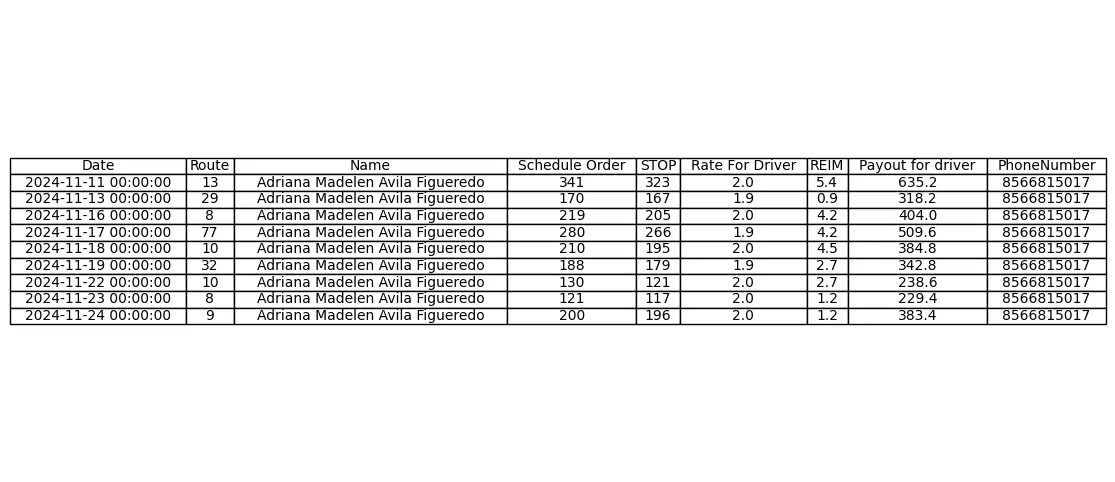 Date Route Name Schedule Order STOP Rate For Driver REIM Payout for driver PhoneNumber
2024-11-11 00:00:00 13 Adriana Madelen Avila Figueredo 341 323 2.0 5.4 635.2 8566815017
2024-11-13 00:00:00 29 Adriana Madelen Avila Figueredo 170 167 1.9 0.9 318.2 8566815017
2024-11-16 00:00:00 8 Adriana Madelen Avila Figueredo 219 205 2.0 4.2 404.0 8566815017
2024-11-17 00:00:00 77 Adriana Madelen Avila Figueredo 280 266 1.9 4.2 509.6 8566815017
2024-11-18 00:00:00 10 Adriana Madelen Avila Figueredo 210 195 2.0 4.5 384.8 8566815017
2024-11-19 00:00:00 32 Adriana Madelen Avila Figueredo 188 179 1.9 2.7 342.8 8566815017
2024-11-22 00:00:00 10 Adriana Madelen Avila Figueredo 130 121 2.0 2.7 238.6 8566815017
2024-11-23 00:00:00 8 Adriana Madelen Avila Figueredo 121 117 2.0 1.2 229.4 8566815017
2024-11-24 00:00:00 9 Adriana Madelen Avila Figueredo 200 196 2.0 1.2 383.4 8566815017